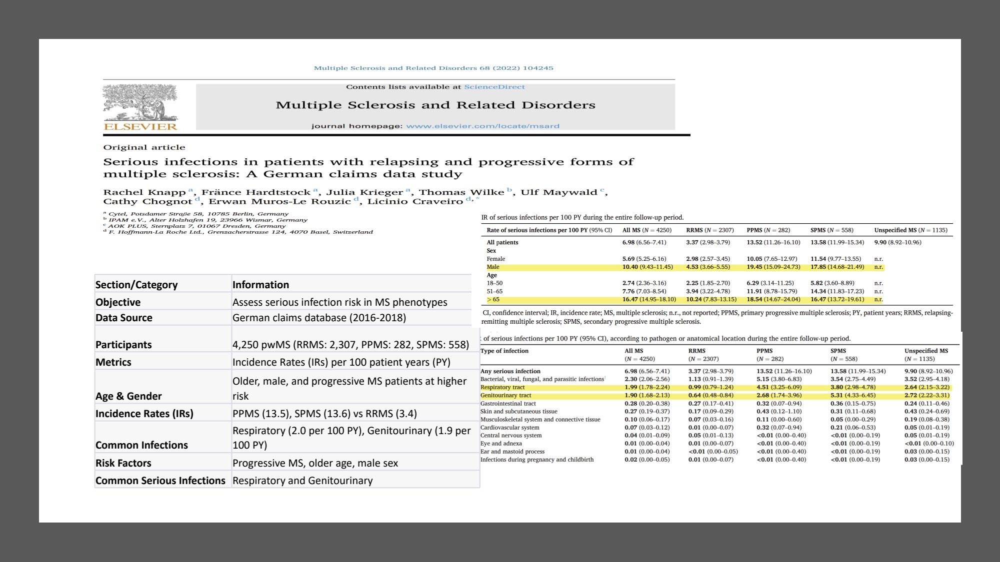 Multiple Sclerosis and Related Disorders 68 (2022) 104245
Contents lists available at ScienceDirect
Multiple Sclerosis and Related Disorders
journal homepage: www.elsevier.com/locate/msard
ELSEVIER
Original article
Serious infections in patients with relapsing and progressive forms of
multiple sclerosis: A German claims data study
Rachel Knapp a, Fränce Hardtstock a, Julia Krieger a, Thomas Wilke b, Ulf Maywald c,
Cathy Chognot d, Erwan Muros-Le Rouzic d, Licinio Craveiro d,*
a Cytel, Potsdamer Straße 58, 10785 Berlin, Germany
b IPAM e.V., Alter Holzhafen 19, 23966 Wismar, Germany
c AOK PLUS, Sternplatz 7, 01067 Dresden, Germany
d F. Hoffmann-La Roche Ltd., Grenzacherstrasse 124, 4070 Basel, Switzerland
Section/Category Information
Objective Assess serious infection risk in MS phenotypes
Data Source German claims database (2016-2018)
Participants 4,250 pwMS (RRMS: 2,307, PPMS: 282, SPMS: 558)
Metrics Incidence Rates (IRs) per 100 patient years (PY)
Age & Gender Older, male, and progressive MS patients at higher
risk
Incidence Rates (IRs) PPMS (13.5), SPMS (13.6) vs RRMS (3.4)
Common Infections Respiratory (2.0 per 100 PY), Genitourinary (1.9 per
100 PY)
Risk Factors Progressive MS, older age, male sex
Common Serious Infections Respiratory and Genitourinary
IR of serious infections per 100 PY during the entire follow-up period.
Rate of serious infections per 100 PY (95% CI) All MS (N = 4250) RRMS (N = 2307) PPMS (N = 282) SPMS (N = 558) Unspecified MS (N = 1135)
All patients 6.98 (6.56–7.41) 3.37 (2.98–3.79) 13.52 (11.26–16.10) 13.58 (11.99–15.34) 9.90 (8.92–10.96)
Sex
Female 5.69 (5.25–6.16) 2.98 (2.57–3.45) 10.05 (7.65–12.97) 11.54 (9.77–13.55) n.r.
Male 10.40 (9.43–11.45) 4.53 (3.66–5.55) 19.45 (15.09–24.73) 17.85 (14.68–21.49) n.r.
Age
18–50 2.74 (2.36–3.16) 2.25 (1.85–2.70) 6.29 (3.14–11.25) 5.82 (3.60–8.89) n.r.
51–65 7.76 (7.03–8.54) 3.94 (3.22–4.78) 11.91 (8.78–15.79) 14.34 (11.83–17.23) n.r.
> 65 16.47 (14.95–18.10) 10.24 (7.83–13.15) 18.54 (14.67–24.04) 16.47 (13.72–19.61) n.r.
CI, confidence interval; IR, incidence rate; MS, multiple sclerosis; n.r., not reported; PPMS, primary progressive multiple sclerosis; PY, patient years; RRMS, relapsing-
remitting multiple sclerosis; SPMS, secondary progressive multiple sclerosis.
of serious infections per 100 PY (95% CI), according to pathogen or anatomical location during the entire follow-up period.
Type of infection All MS RRMS PPMS SPMS Unspecified MS
(N = 4250) (N = 2307) (N = 282) (N = 558) (N = 1135)
Any serious infection 6.98 (6.56–7.41) 3.37 (2.98–3.79) 13.52 (11.26–16.10) 13.58 (11.99–15.34) 9.90 (8.92–10.96)
Bacterial, viral, fungal, and parasitic infections† 2.30 (2.06–2.56) 1.13 (0.91–1.39) 5.15 (3.80–6.83) 3.54 (2.75–4.49) 3.52 (2.95–4.18)
Respiratory tract 1.99 (1.78–2.24) 0.99 (0.79–1.24) 4.51 (3.25–6.09) 3.80 (2.98–4.78) 2.64 (2.15–3.22)
Genitourinary tract 1.90 (1.68–2.13) 0.64 (0.48–0.84) 2.68 (1.74–3.96) 5.31 (4.33–6.45) 2.72 (2.22–3.31)
Gastrointestinal tract 0.28 (0.20–0.38) 0.27 (0.17–0.41) 0.32 (0.07–0.94) 0.36 (0.15–0.75) 0.24 (0.11–0.46)
Skin and subcutaneous tissue 0.27 (0.19–0.37) 0.17 (0.09–0.29) 0.43 (0.12–1.10) 0.31 (0.11–0.68) 0.43 (0.24–0.69)
Musculoskeletal system and connective tissue 0.10 (0.06–0.17) 0.07 (0.03–0.16) 0.11 (0.00–0.60) 0.05 (0.00–0.29) 0.19 (0.08–0.38)
Cardiovascular system 0.07 (0.03–0.12) 0.01 (0.00–0.07) 0.32 (0.07–0.94) 0.21 (0.06–0.53) 0.05 (0.01–0.19)
Central nervous system 0.04 (0.01–0.09) 0.05 (0.01–0.13) <0.01 (0.00–0.40) <0.01 (0.00–0.19) 0.05 (0.01–0.19)
Eye and adnexa 0.01 (0.00–0.04) 0.01 (0.00–0.07) <0.01 (0.00–0.40) <0.01 (0.00–0.19) <0.01 (0.00–0.10)
Ear and mastoid process 0.01 (0.00–0.04) <0.01 (0.00–0.05) <0.01 (0.00–0.40) <0.01 (0.00–0.19) 0.03 (0.00–0.15)
Infections during pregnancy and childbirth 0.02 (0.00–0.05) 0.01 (0.00–0.07) <0.01 (0.00–0.40) <0.01 (0.00–0.19) 0.03 (0.00–0.15)